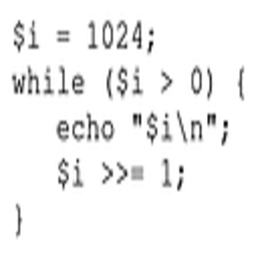 $i = 1024;
while ($i > 0) {
   echo "$i\n";
   $i >>= 1;
}